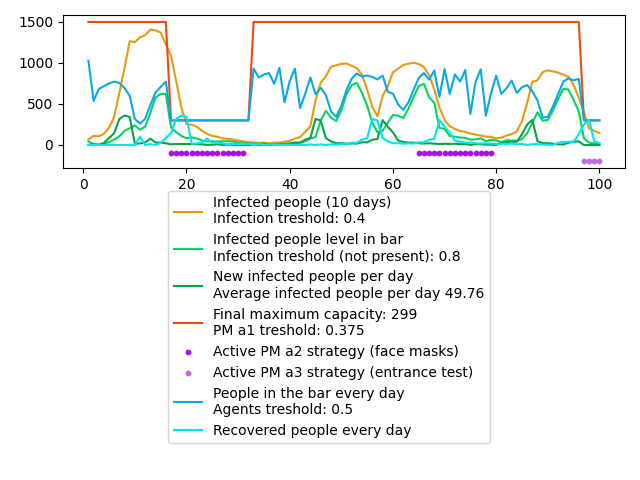 1500
1000
500
0
0 20 40 60 80 100
Infected people (10 days)
Infection treshold: 0.4
Infected people level in bar
Infection treshold (not present): 0.8
New infected people per day
Average infected people per day 49.76
Final maximum capacity: 299
PM a1 treshold: 0.375
Active PM a2 strategy (face masks)
Active PM a3 strategy (entrance test)
People in the bar every day
Agents treshold: 0.5
Recovered people every day